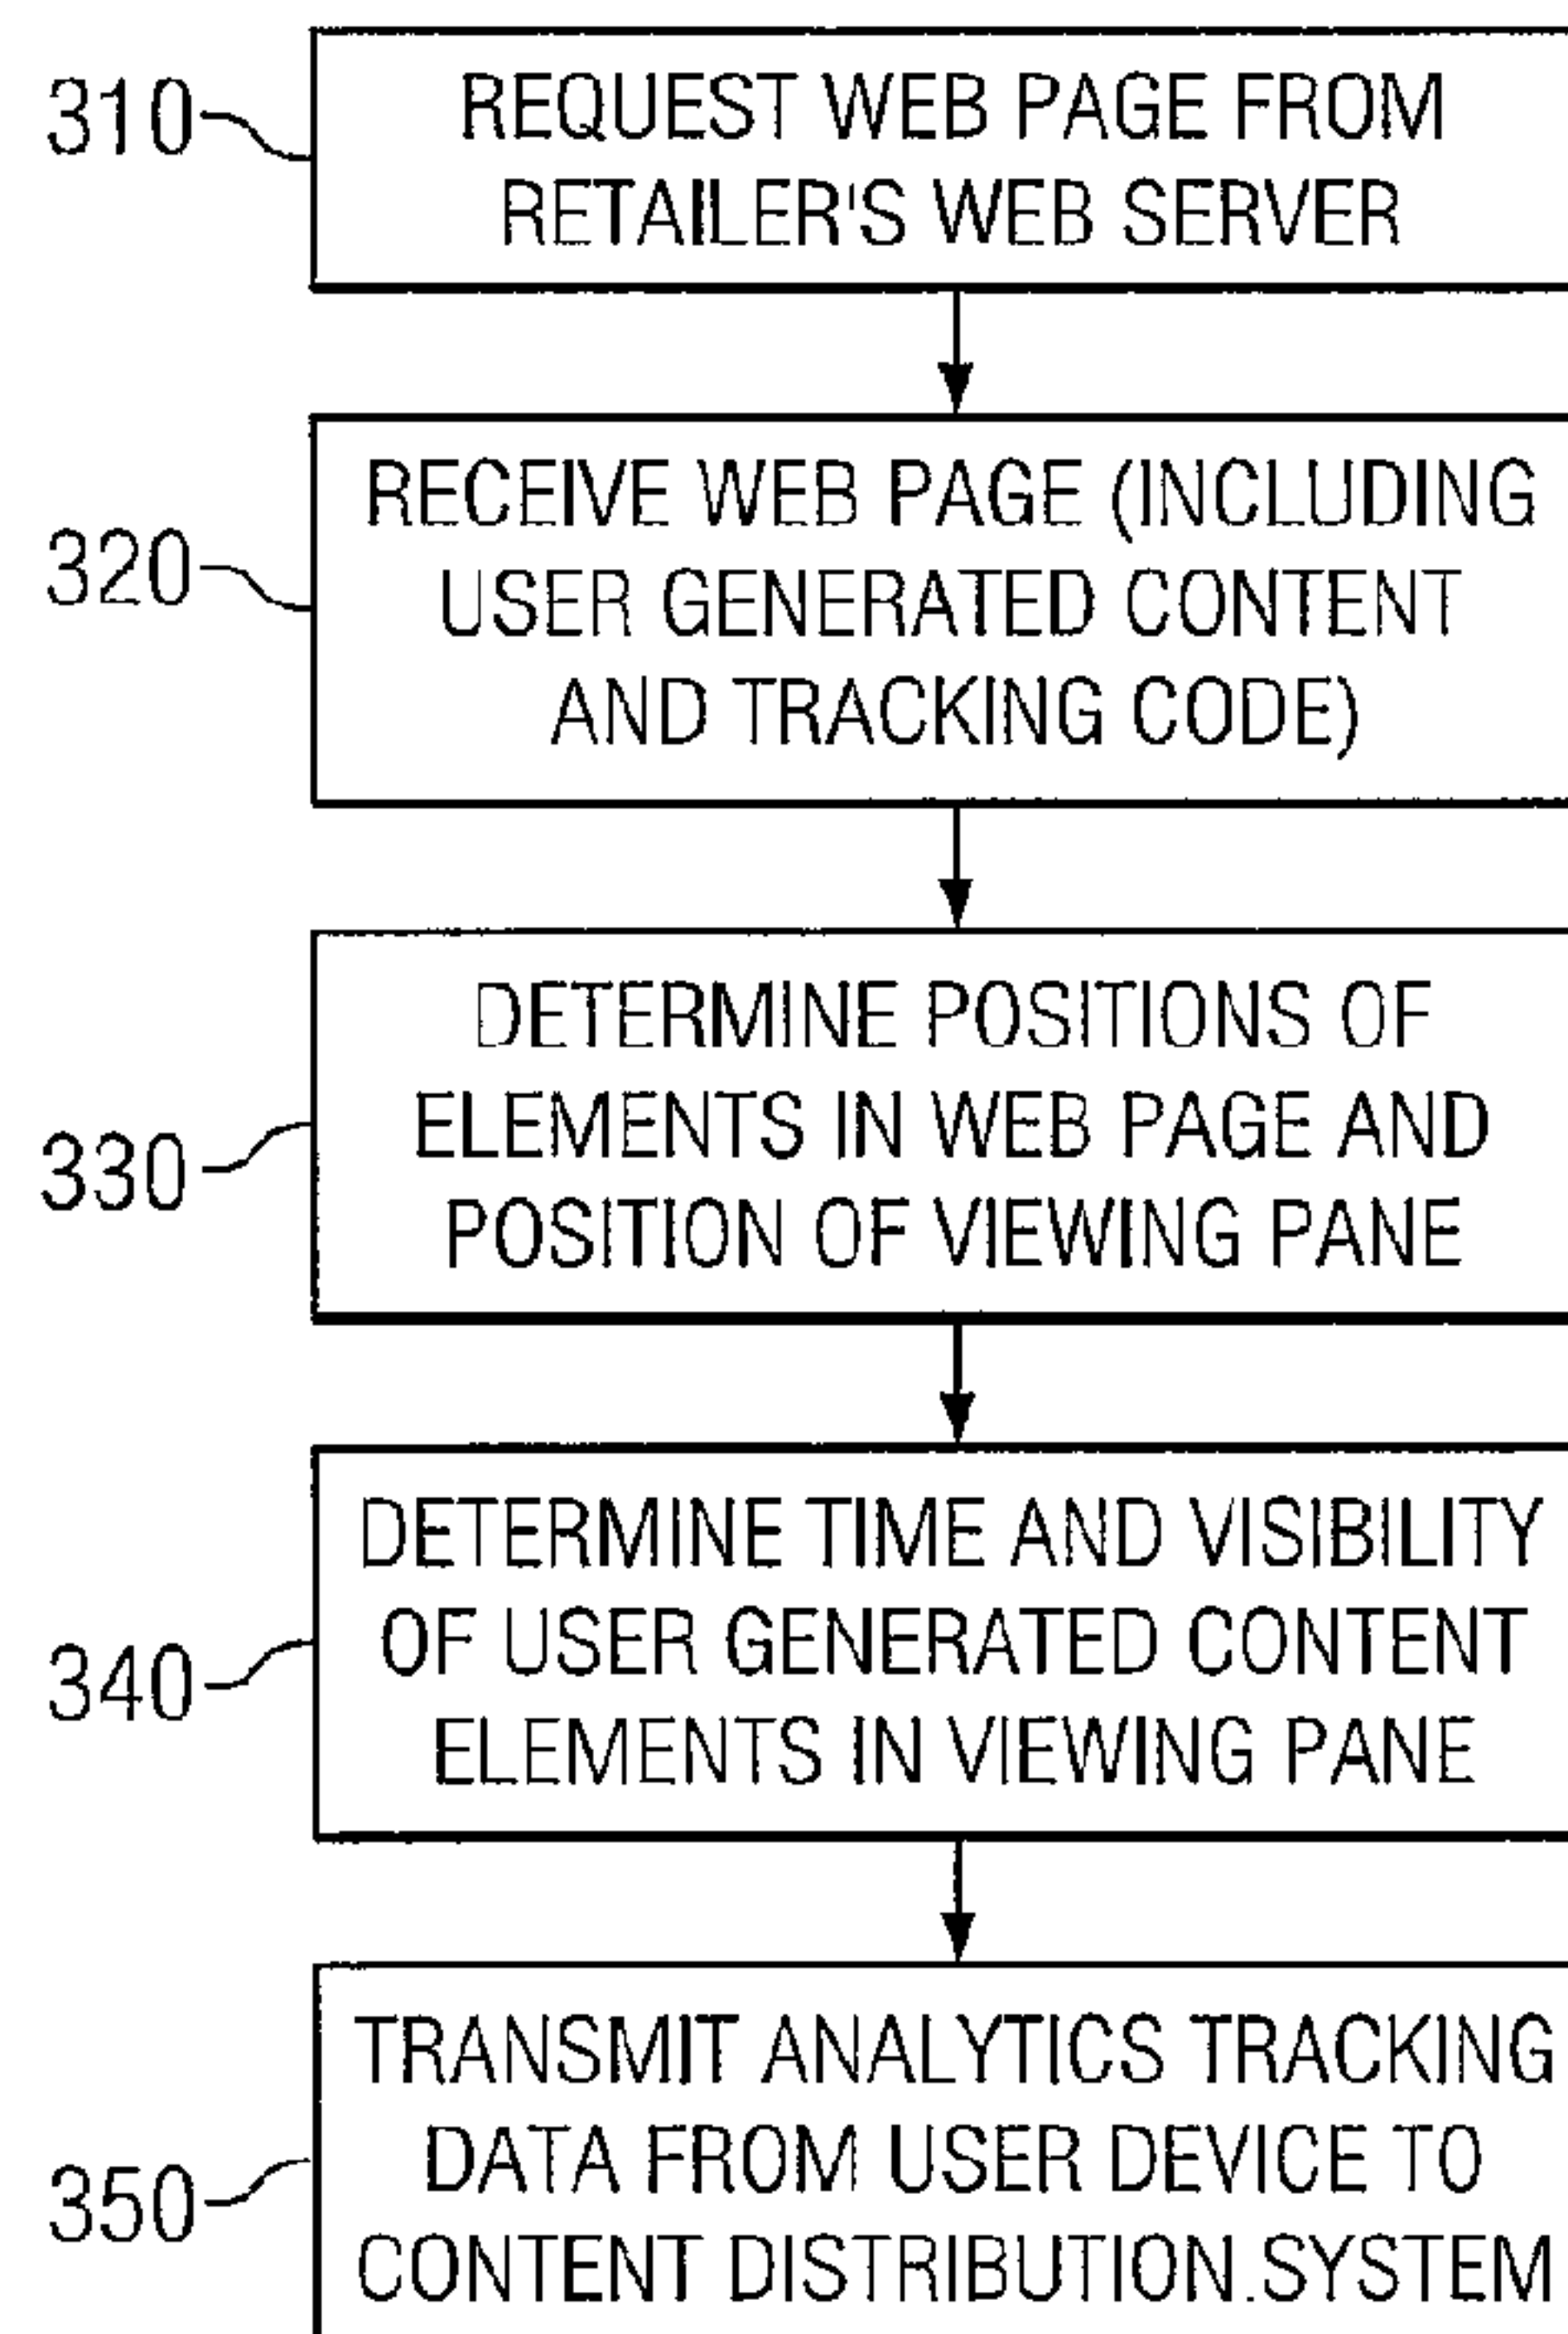 310
REQUEST WEB PAGE FROM
RETAILER'S WEB SERVER
320
RECEIVE WEB PAGE (INCLUDING
USER GENERATED CONTENT
AND TRACKING CODE)
330
DETERMINE POSITIONS OF
ELEMENTS IN WEB PAGE AND
POSITION OF VIEWING PANE
340
DETERMINE TIME AND VISIBILITY
OF USER GENERATED CONTENT
ELEMENTS IN VIEWING PANE
350
TRANSMIT ANALYTICS TRACKING
DATA FROM USER DEVICE TO
CONTENT DISTRIBUTION.SYSTEM